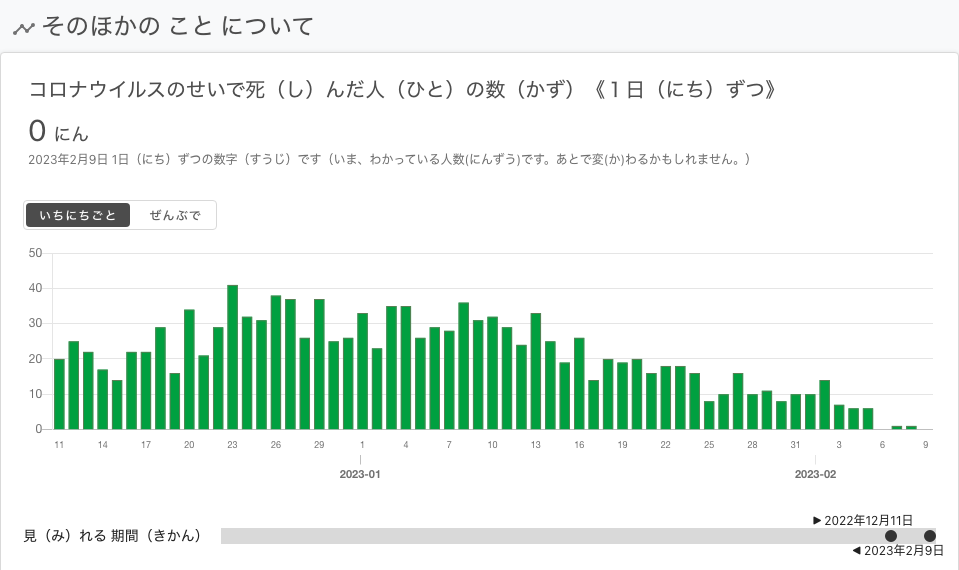 そのほかの こと について
コロナウイルスのせいで死（し）んだ人（ひと）の数（かず）《１日（にち）ずつ》
0 にん
2023年2月9日 1日（にち）ずつの数字（すうじ）です（いま、わかっている人数(にんずう)です。あとで変(か)わるかもしれません。）
いちにちごと ぜんぶで
50
40
30
20
10
0
11 14 17 20 23 26 29 1 4 7 10 13 16 19 22 25 28 31 3 6 9
2023-01 2023-02
▶ 2022年12月11日
見（み）れる 期間（きかん）
◀ 2023年2月9日